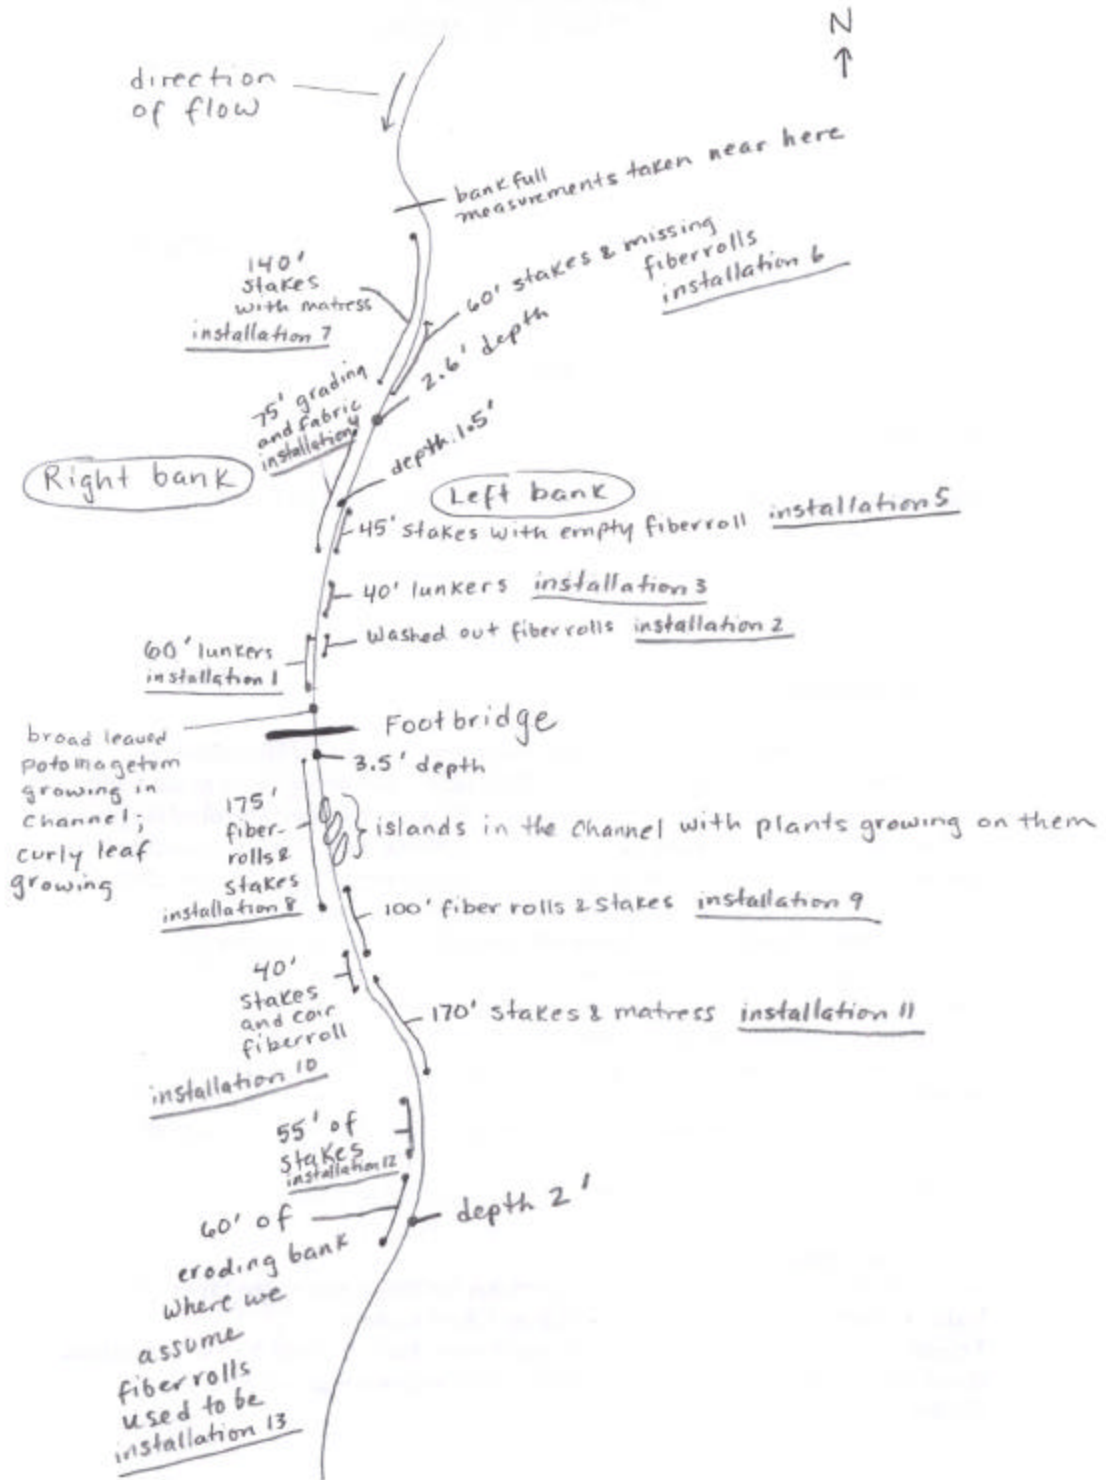 N
direction
of flow
bankfull
measurements taken near here
140'
stakes
with matress
installation 7
60' stakes & missing
fiberrolls
installation 6
2.6' depth
75' grading
and fabric
installation 4
depth 1.5'
Right bank
Left bank
45' stakes with empty fiberroll installation 5
40' lunkers installation 3
Washed out fiberrolls installation 2
60' lunkers
installation 1
Footbridge
broad leaved
potomagetum
growing in
channel;
curly leaf
growing
3.5' depth
175'
fiber-
rolls &
stakes
installation 8
islands in the channel with plants growing on them
100' fiber rolls & stakes installation 9
40'
stakes
and coir
fiberroll
installation 10
170' stakes & matress installation 11
55' of
stakes
installation 12
60' of
eroding bank
where we
assume
fiberrolls
used to be
installation 13
depth 2'